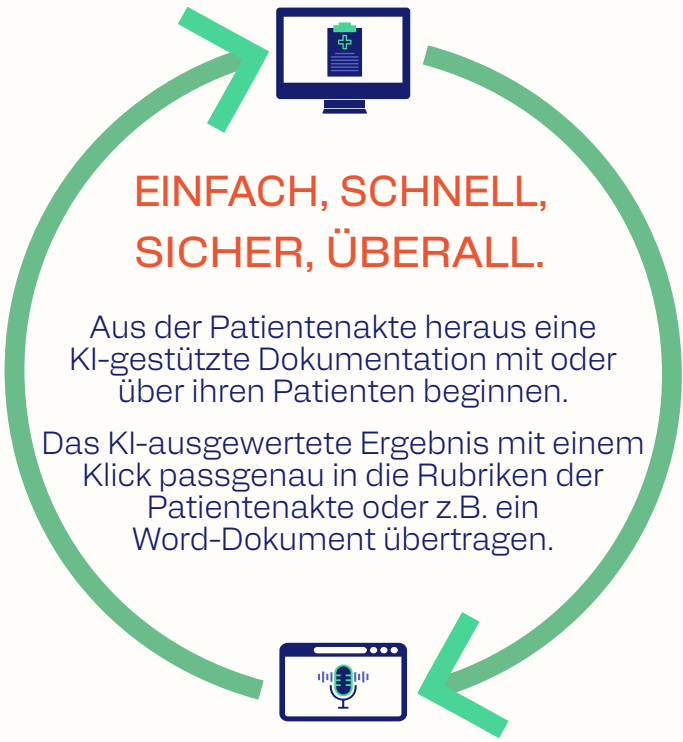 EINFACH, SCHNELL,
SICHER, ÜBERALL.
Aus der Patientenakte heraus eine
KI-gestützte Dokumentation mit oder
über ihren Patienten beginnen.
Das KI-ausgewertete Ergebnis mit einem
Klick passgenau in die Rubriken der
Patientenakte oder z.B. ein
Word-Dokument übertragen.